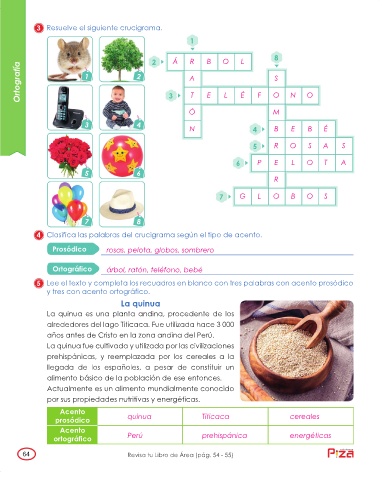 3 Resuelve el siguiente crucigrama.
1
2 Á R B O L
8
A S
3 T E L É F O N O
Ó M
N
4 B E B É
5 R O S A S
6 P E L O T A
R
7 G L O B O S
1 2
3 4
5 6
7 8
Ortografía
4 Clasifica las palabras del crucigrama según el tipo de acento.
Prosódico rosas, pelota, globos, sombrero
Ortográfico árbol, ratón, teléfono, bebé
5 Lee el texto y completa los recuadros en blanco con tres palabras con acento prosódico
y tres con acento ortográfico.
La quinua
La quinua es una planta andina, procedente de los
alrededores del lago Titicaca. Fue utilizada hace 3 000
años antes de Cristo en la zona andina del Perú.
La quinua fue cultivada y utilizada por las civilizaciones
prehispánicas, y reemplazada por los cereales a la
llegada de los españoles, a pesar de constituir un
alimento básico de la población de ese entonces.
Actualmente es un alimento mundialmente conocido
por sus propiedades nutritivas y energéticas.
Acento
prosódico
quinua Titicaca cereales
Acento
ortográfico
Perú prehispánica energéticas
64 Revisa tu Libro de Área (pág. 54 - 55)